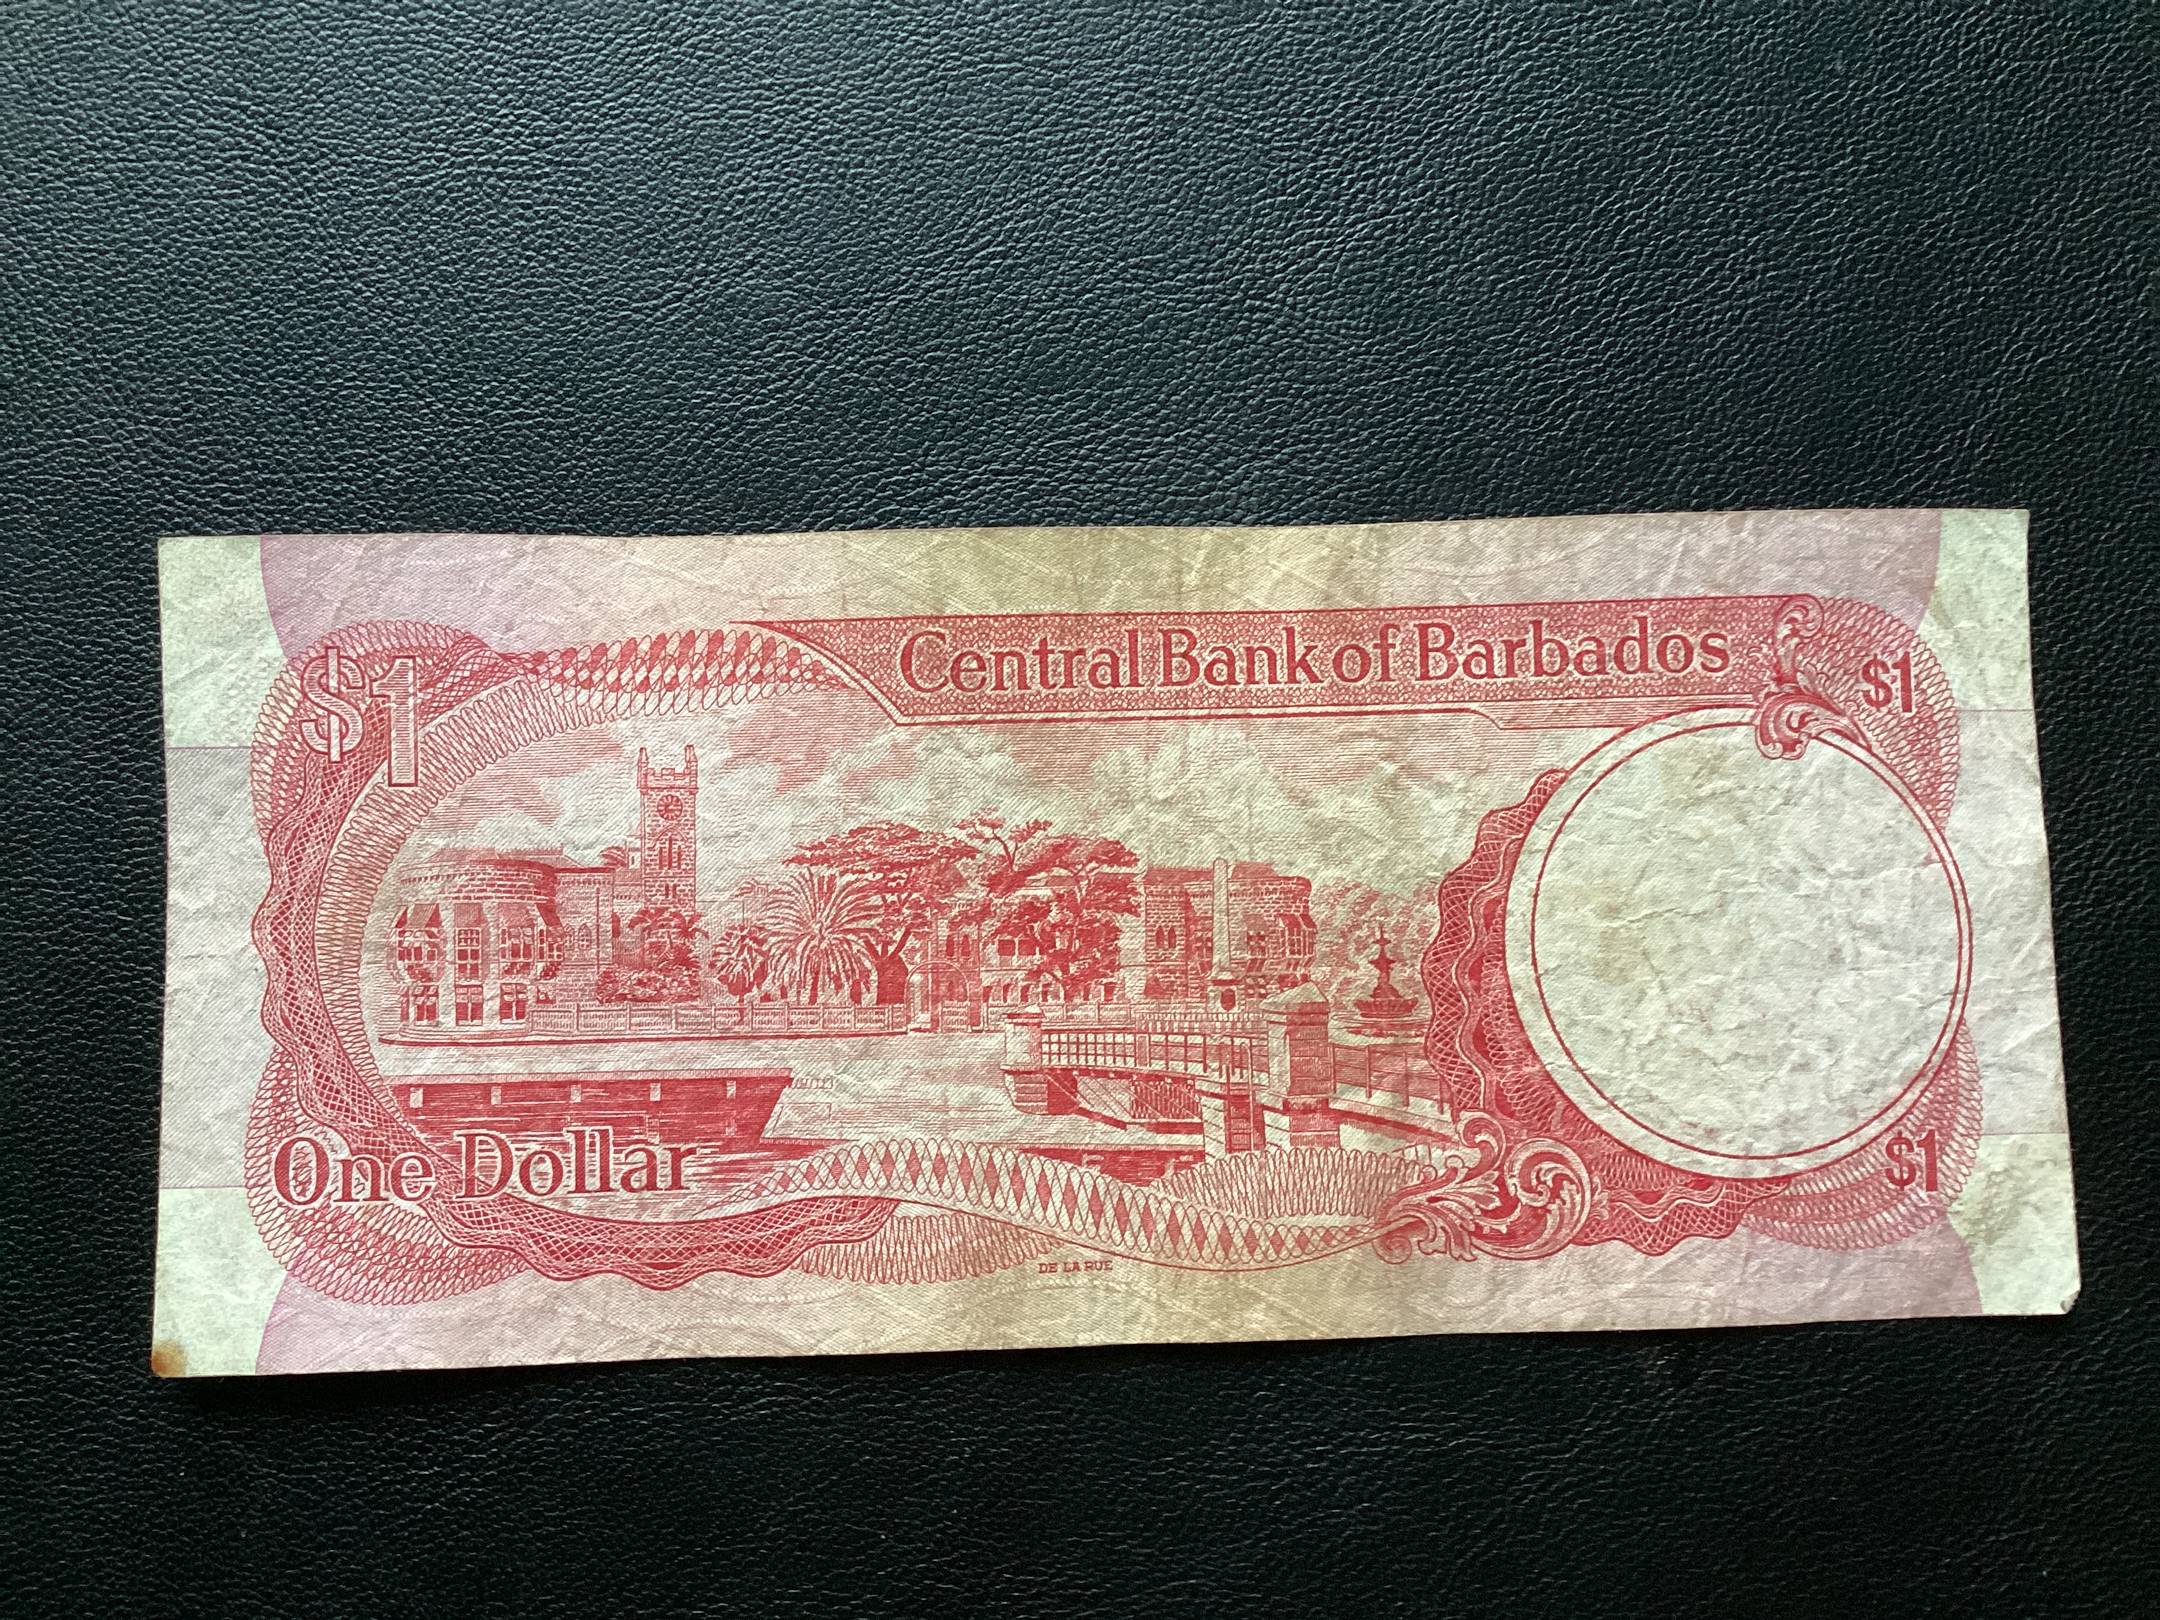 Central Bank of Barbados
$1
$1
One Dollar
$1
DE LA RUE